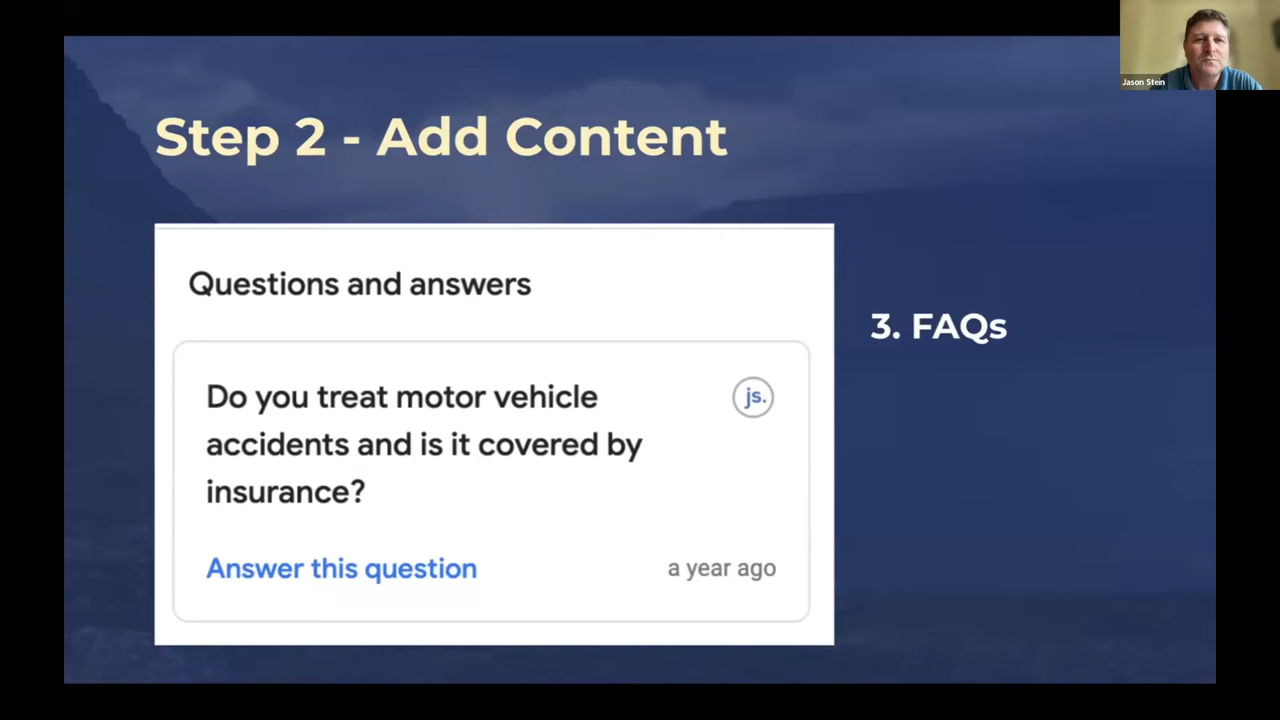 Jason Stein
Step 2 - Add Content
Questions and answers
Do you treat motor vehicle
accidents and is it covered by
insurance?
js.
Answer this question
a year ago
3. FAQs